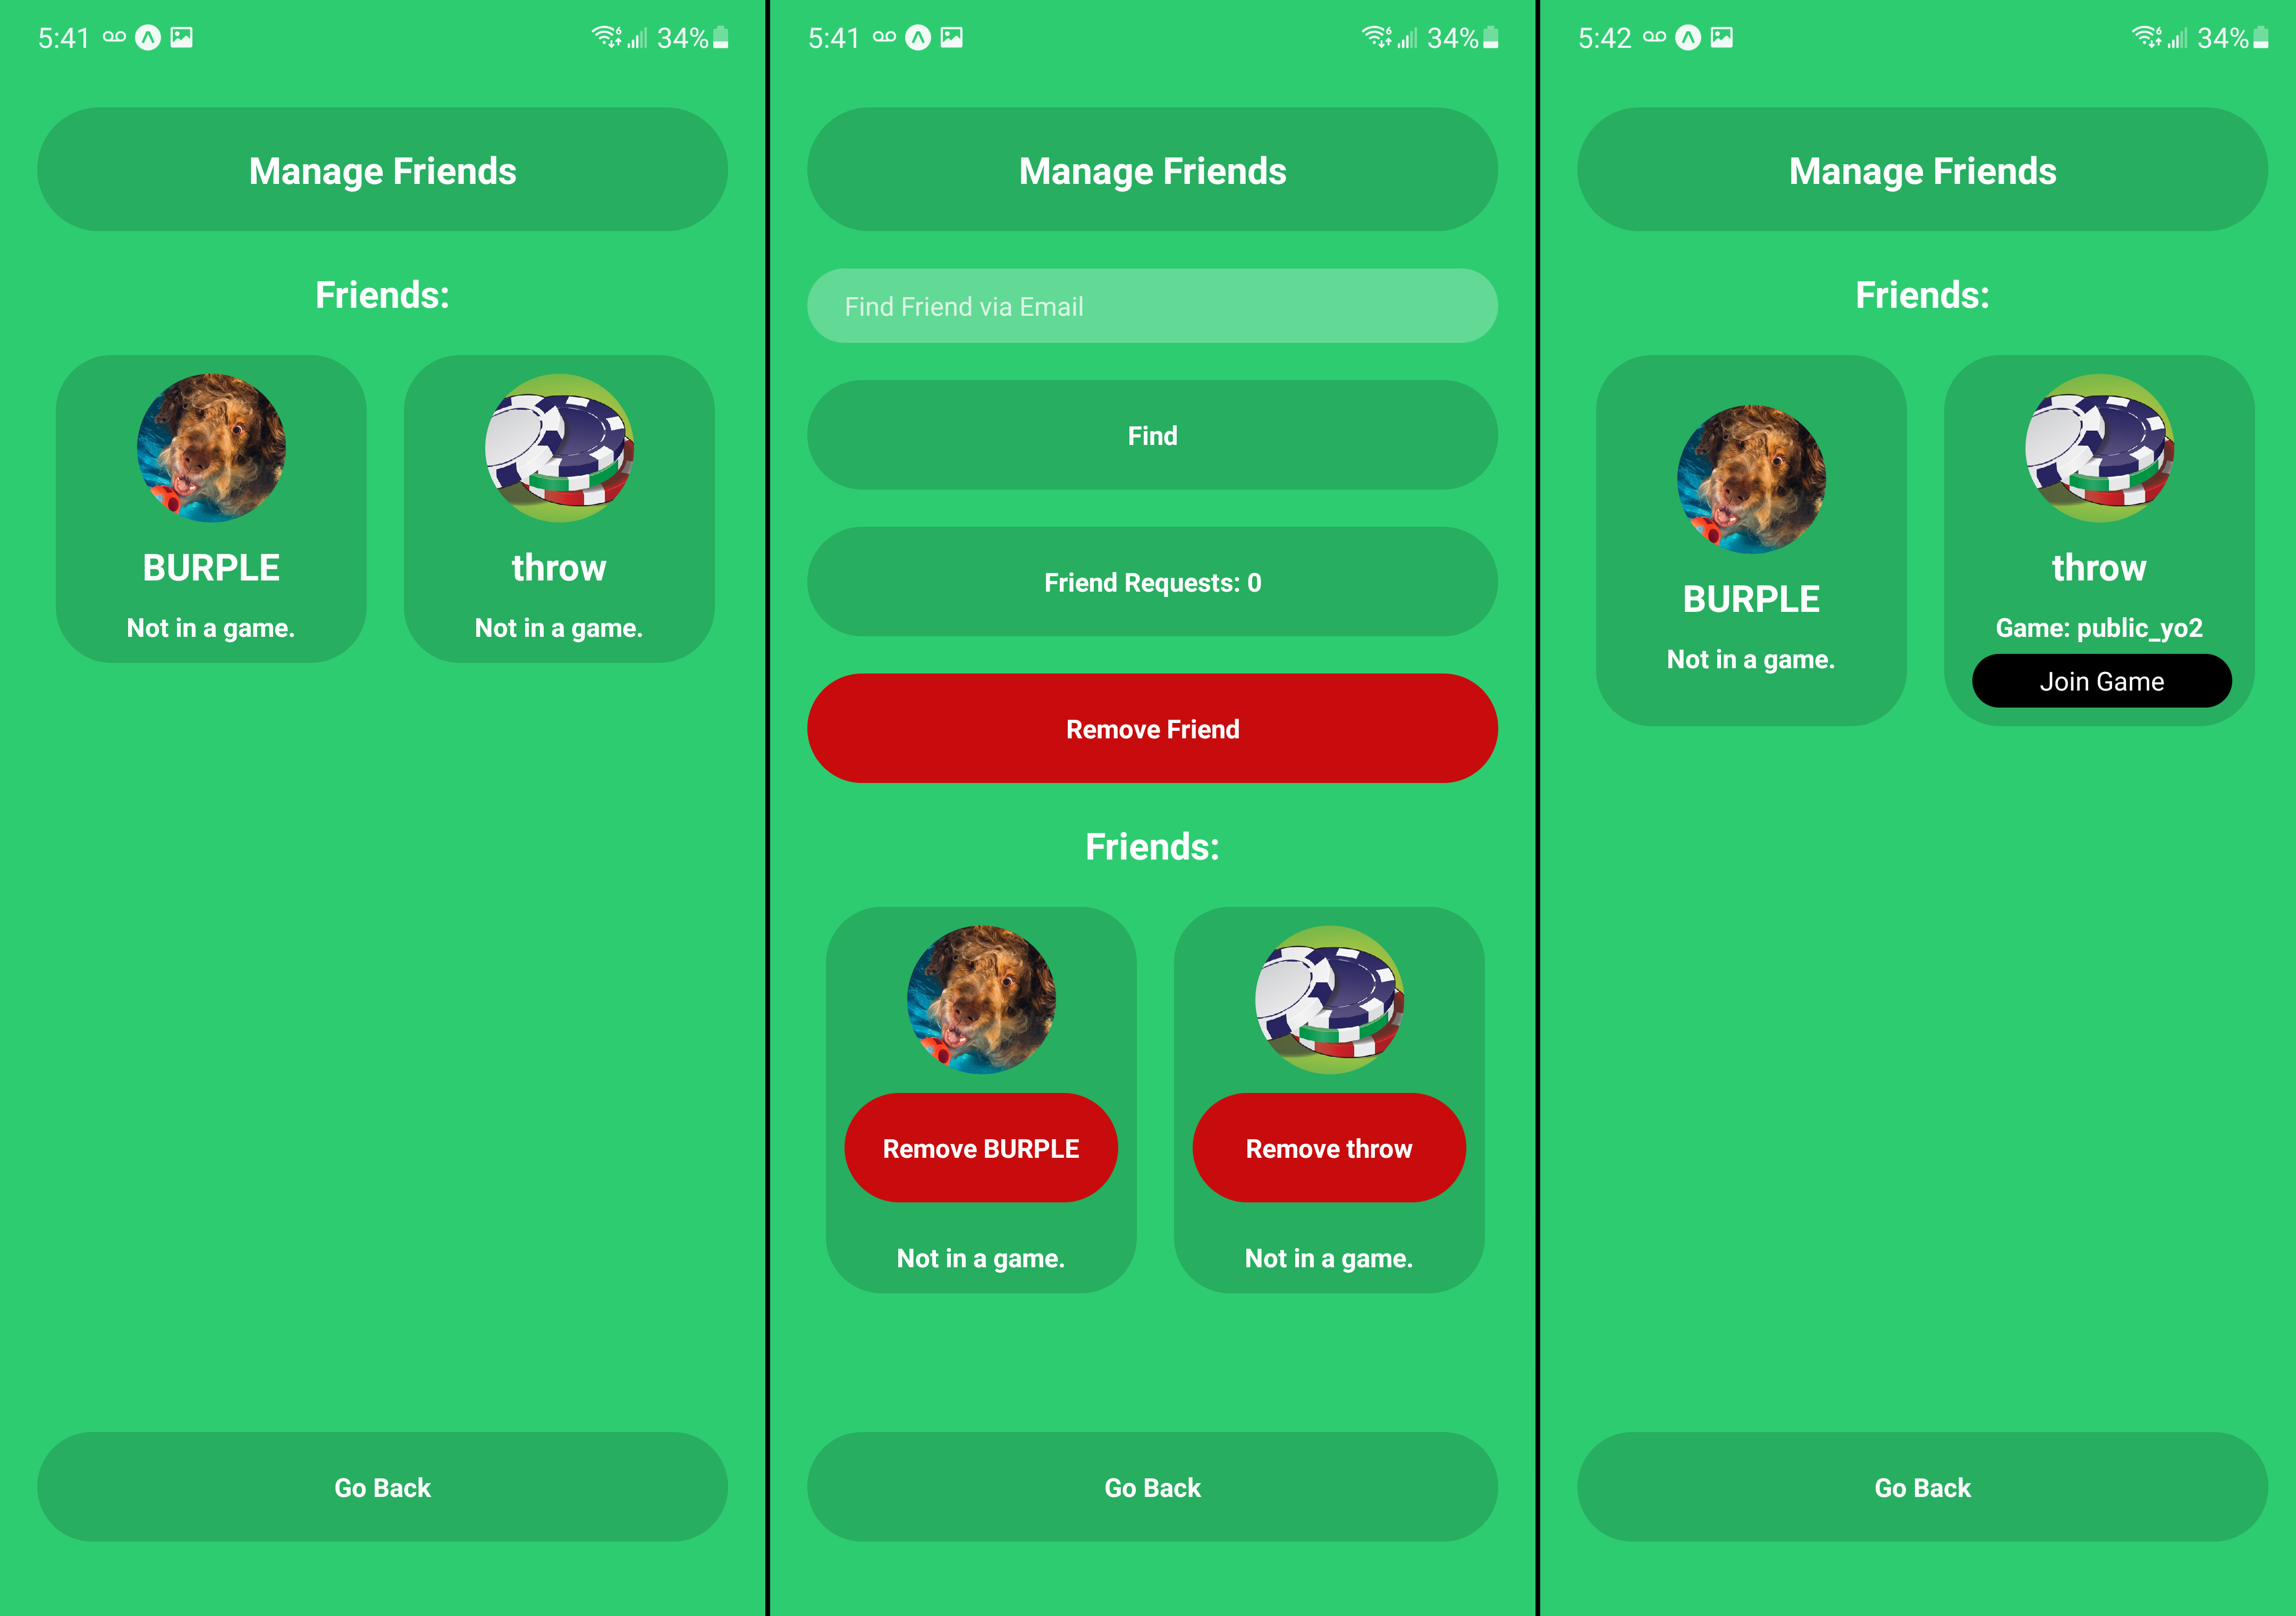 5:41
34%
Manage Friends
Friends:
BURPLE
Not in a game.
throw
Not in a game.
Go Back
5:41
34%
Manage Friends
Find Friend via Email
Find
Friend Requests: 0
Remove Friend
Friends:
Remove BURPLE
Not in a game.
Remove throw
Not in a game.
Go Back
5:42
34%
Manage Friends
Friends:
BURPLE
Not in a game.
throw
Game: public_yo2
Join Game
Go Back